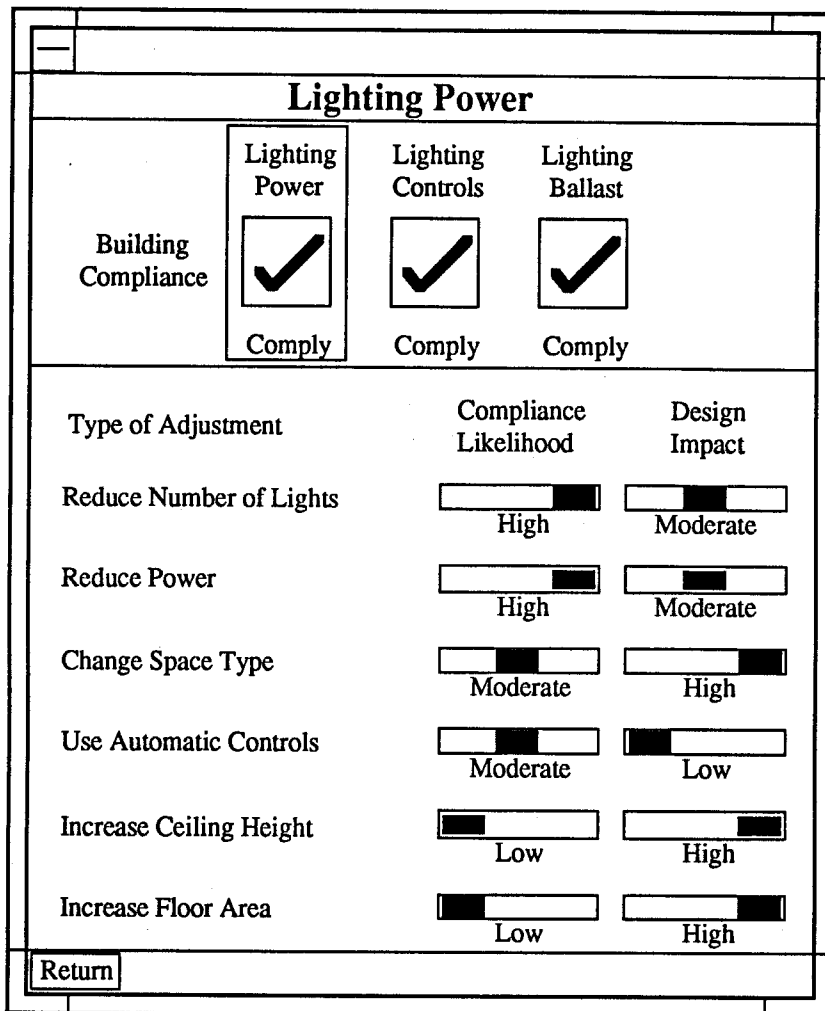 Lighting Power
Lighting Power
Lighting Controls
Lighting Ballast
Building Compliance
Comply
Comply
Comply
Type of Adjustment
Compliance Likelihood
Design Impact
Reduce Number of Lights
High
Moderate
Reduce Power
High
Moderate
Change Space Type
Moderate
High
Use Automatic Controls
Moderate
Low
Increase Ceiling Height
Low
High
Increase Floor Area
Low
High
Return